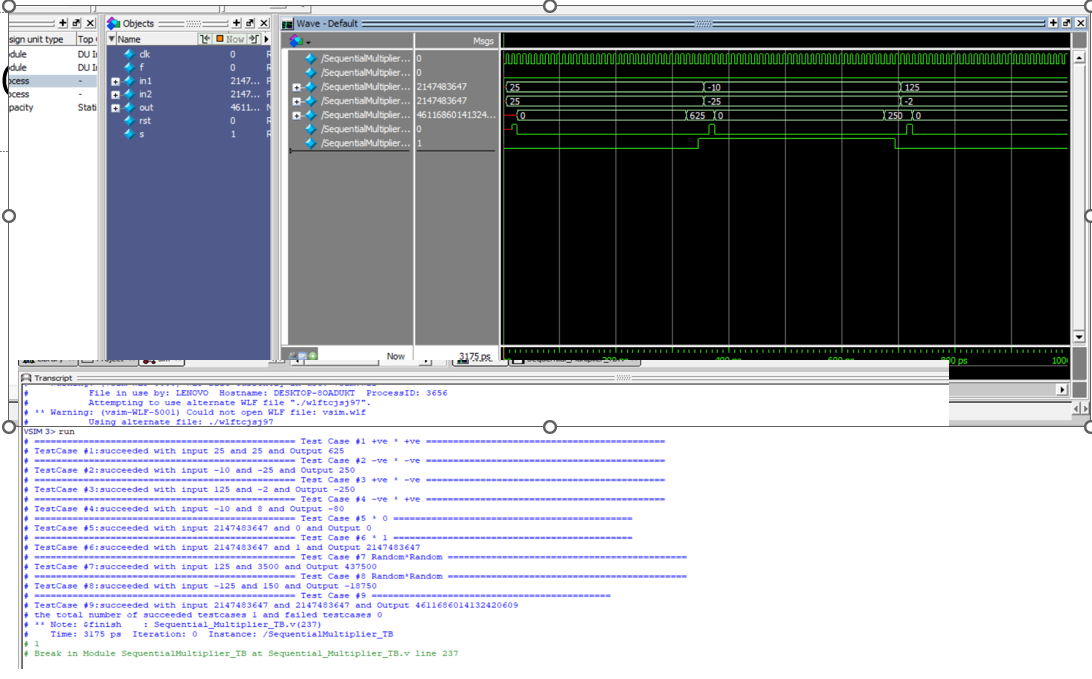 sign unit type Top
dule DU I
dule DU I
ocess -
ocess -
pacity Stati
Objects
Name Now
clk 0
f 0
in1 2147...
in2 2147...
out 4611...
rst 0
s 1
Wave - Default
Msgs
/SequentialMultiplier... 0
/SequentialMultiplier... 0
/SequentialMultiplier... 2147483647 25 -10 125
/SequentialMultiplier... 2147483647 25 -25 -2
/SequentialMultiplier... 46116860141324... 0 625 0 250 0
/SequentialMultiplier... 0
/SequentialMultiplier... 1
Now 3175 ps
Transcript
# File in use by: LENOVO Hostname: DESKTOP-8OADUKT ProcessID: 3656
# Attempting to use alternate WLF file "./wlftcjsj97".
# ** Warning: (vsim-WLF-5001) Could not open WLF file: vsim.wlf
# Using alternate file: ./wlftcjsj97
VSIM 3> run
# ================================================ Test Case #1 +ve * +ve ============================================
# TestCase #1:succeeded with input 25 and 25 and Output 625
# ================================================ Test Case #2 -ve * -ve ============================================
# TestCase #2:succeeded with input -10 and -25 and Output 250
# ================================================ Test Case #3 +ve * -ve ============================================
# TestCase #3:succeeded with input 125 and -2 and Output -250
# ================================================ Test Case #4 -ve * +ve ============================================
# TestCase #4:succeeded with input -10 and 8 and Output -80
# ================================================ Test Case #5 * 0 ============================================
# TestCase #5:succeeded with input 2147483647 and 0 and Output 0
# ================================================ Test Case #6 * 1 ============================================
# TestCase #6:succeeded with input 2147483647 and 1 and Output 2147483647
# ================================================ Test Case #7 Random*Random ============================================
# TestCase #7:succeeded with input 125 and 3500 and Output 437500
# ================================================ Test Case #8 Random*Random ============================================
# TestCase #8:succeeded with input -125 and 150 and Output -18750
# ================================================ Test Case #9 ============================================
# TestCase #9:succeeded with input 2147483647 and 2147483647 and Output 4611686014132420609
# the total number of succeeded testcases 1 and failed testcases 0
# ** Note: $finish : Sequential_Multiplier_TB.v(237)
# Time: 3175 ps Iteration: 0 Instance: /SequentialMultiplier_TB
# 1
# Break in Module SequentialMultiplier_TB at Sequential_Multiplier_TB.v line 237